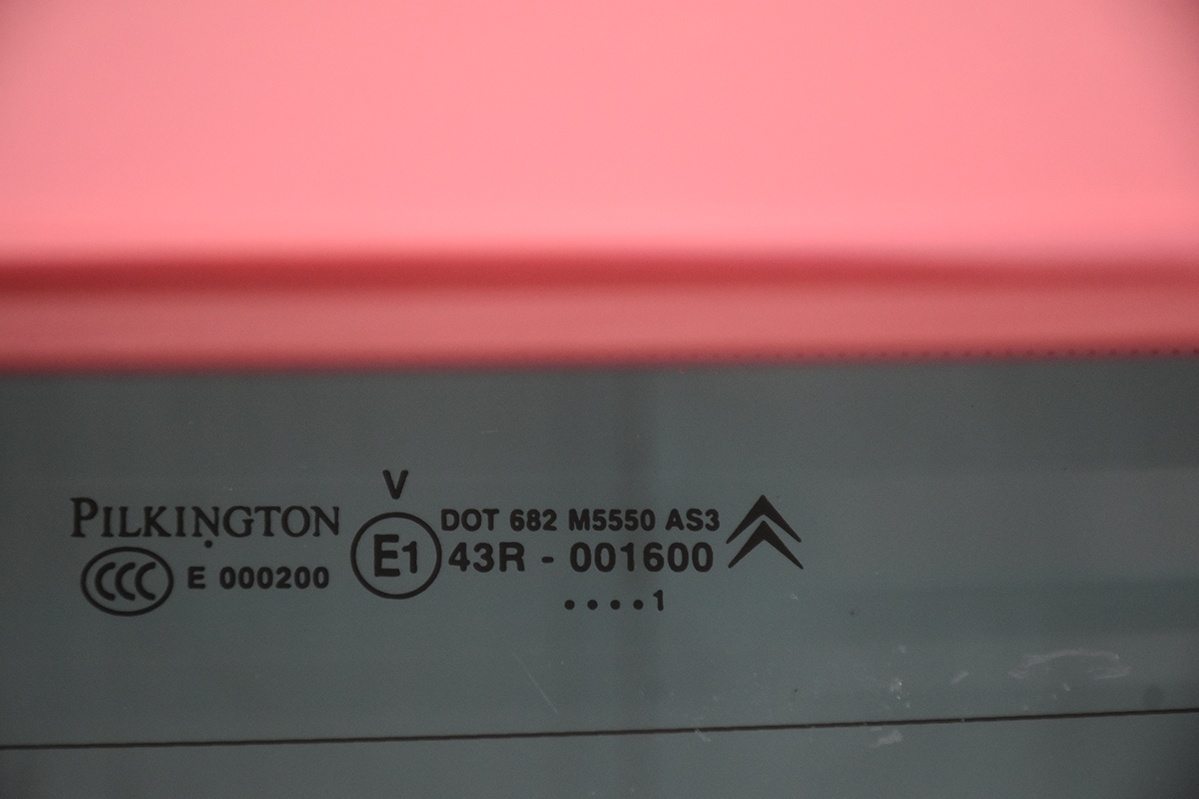 V
PILKINGTON
CCC E 000200
E1
DOT 682 M5550 AS3
43R - 001600
....1